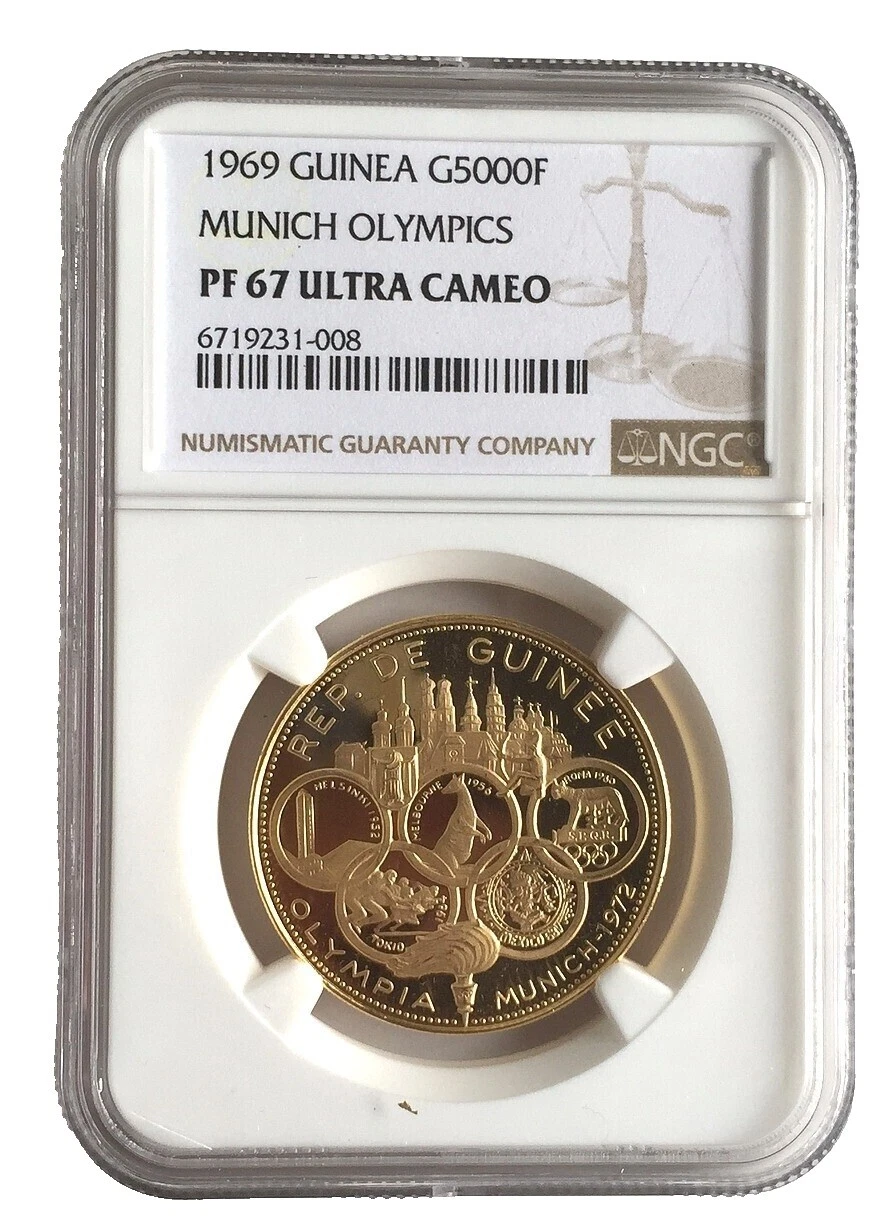 1969 GUINEA G5000F
MUNICH OLYMPICS
PF 67 ULTRA CAMEO
6719231-008
NUMISMATIC GUARANTY COMPANY
NGC®
REP. DE GUINEE
HELSINKI 1952
MELBOURNE 1956
ROMA 1960
S.P.Q.R.
TOKIO 1964
MEXICO
OLYMPIA MUNICH-1972